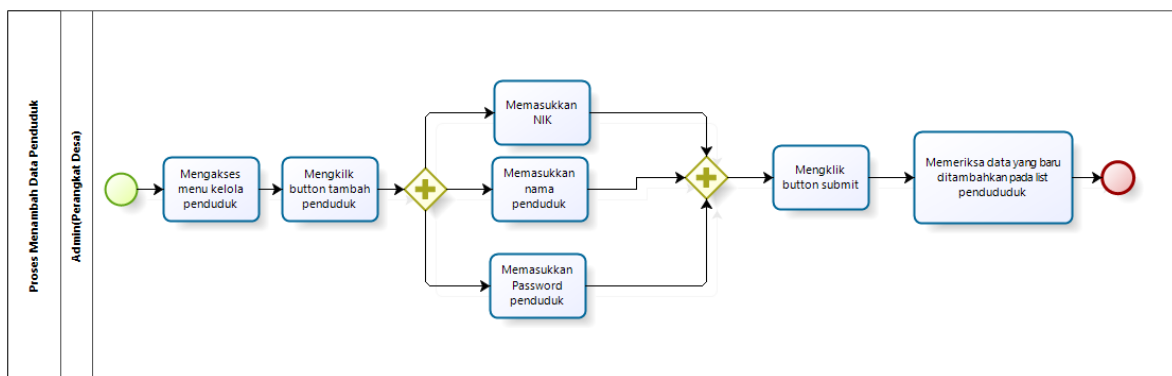 Proses Menambah Data Penduduk
Admin(Perangkat Desa)
Mengakses
menu kelola
penduduk
Mengkilk
button tambah
penduduk
Memasukkan
NIK
Memasukkan
nama
penduduk
Memasukkan
Password
penduduk
Mengklik
button submit
Memeriksa data yang baru
ditambahkan pada list
pendududuk